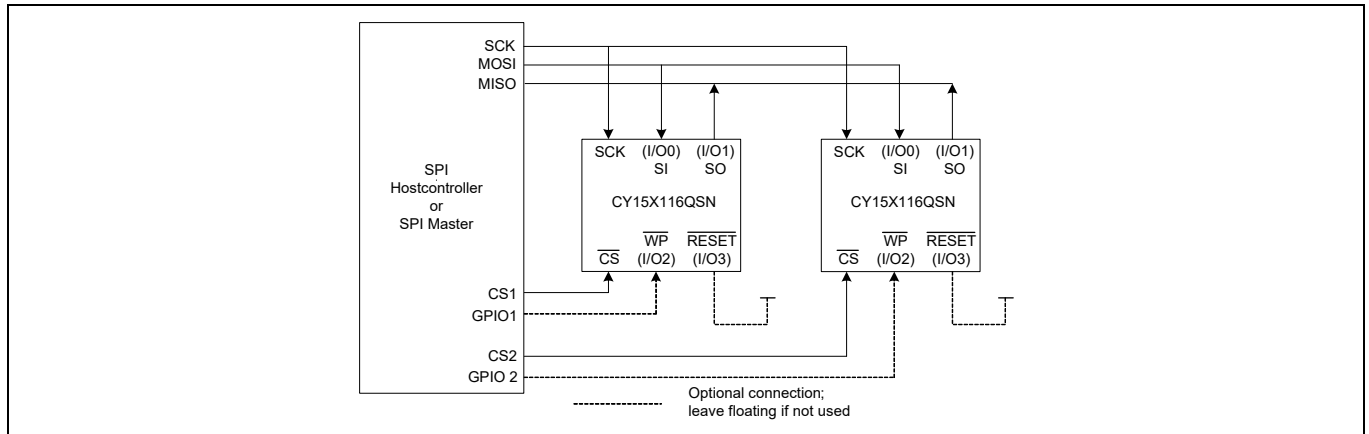 SCK
MOSI
MISO
SPI
Hostcontroller
or
SPI Master
CS1
GPIO1
CS2
GPIO 2
SCK (I/O0) (I/O1)
SI SO
CY15X116QSN
WP RESET
CS (I/O2) (I/O3)
SCK (I/O0) (I/O1)
SI SO
CY15X116QSN
WP RESET
CS (I/O2) (I/O3)
Optional connection;
leave floating if not used